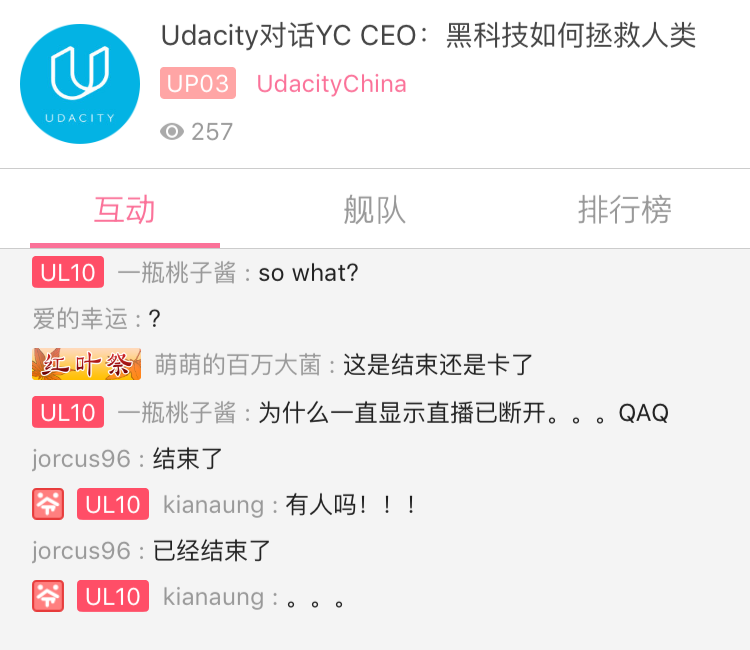 UDACITY
Udacity对话YC CEO：黑科技如何拯救人类
UP03 UdacityChina
257
互动 舰队 排行榜
UL10 一瓶桃子酱 : so what?
爱的幸运 : ?
红叶祭 萌萌的百万大菌 : 这是结束还是卡了
UL10 一瓶桃子酱 : 为什么一直显示直播已断开。。。QAQ
jorcus96 : 结束了
UL10 kianaung : 有人吗！！！
jorcus96 : 已经结束了
UL10 kianaung : 。。。